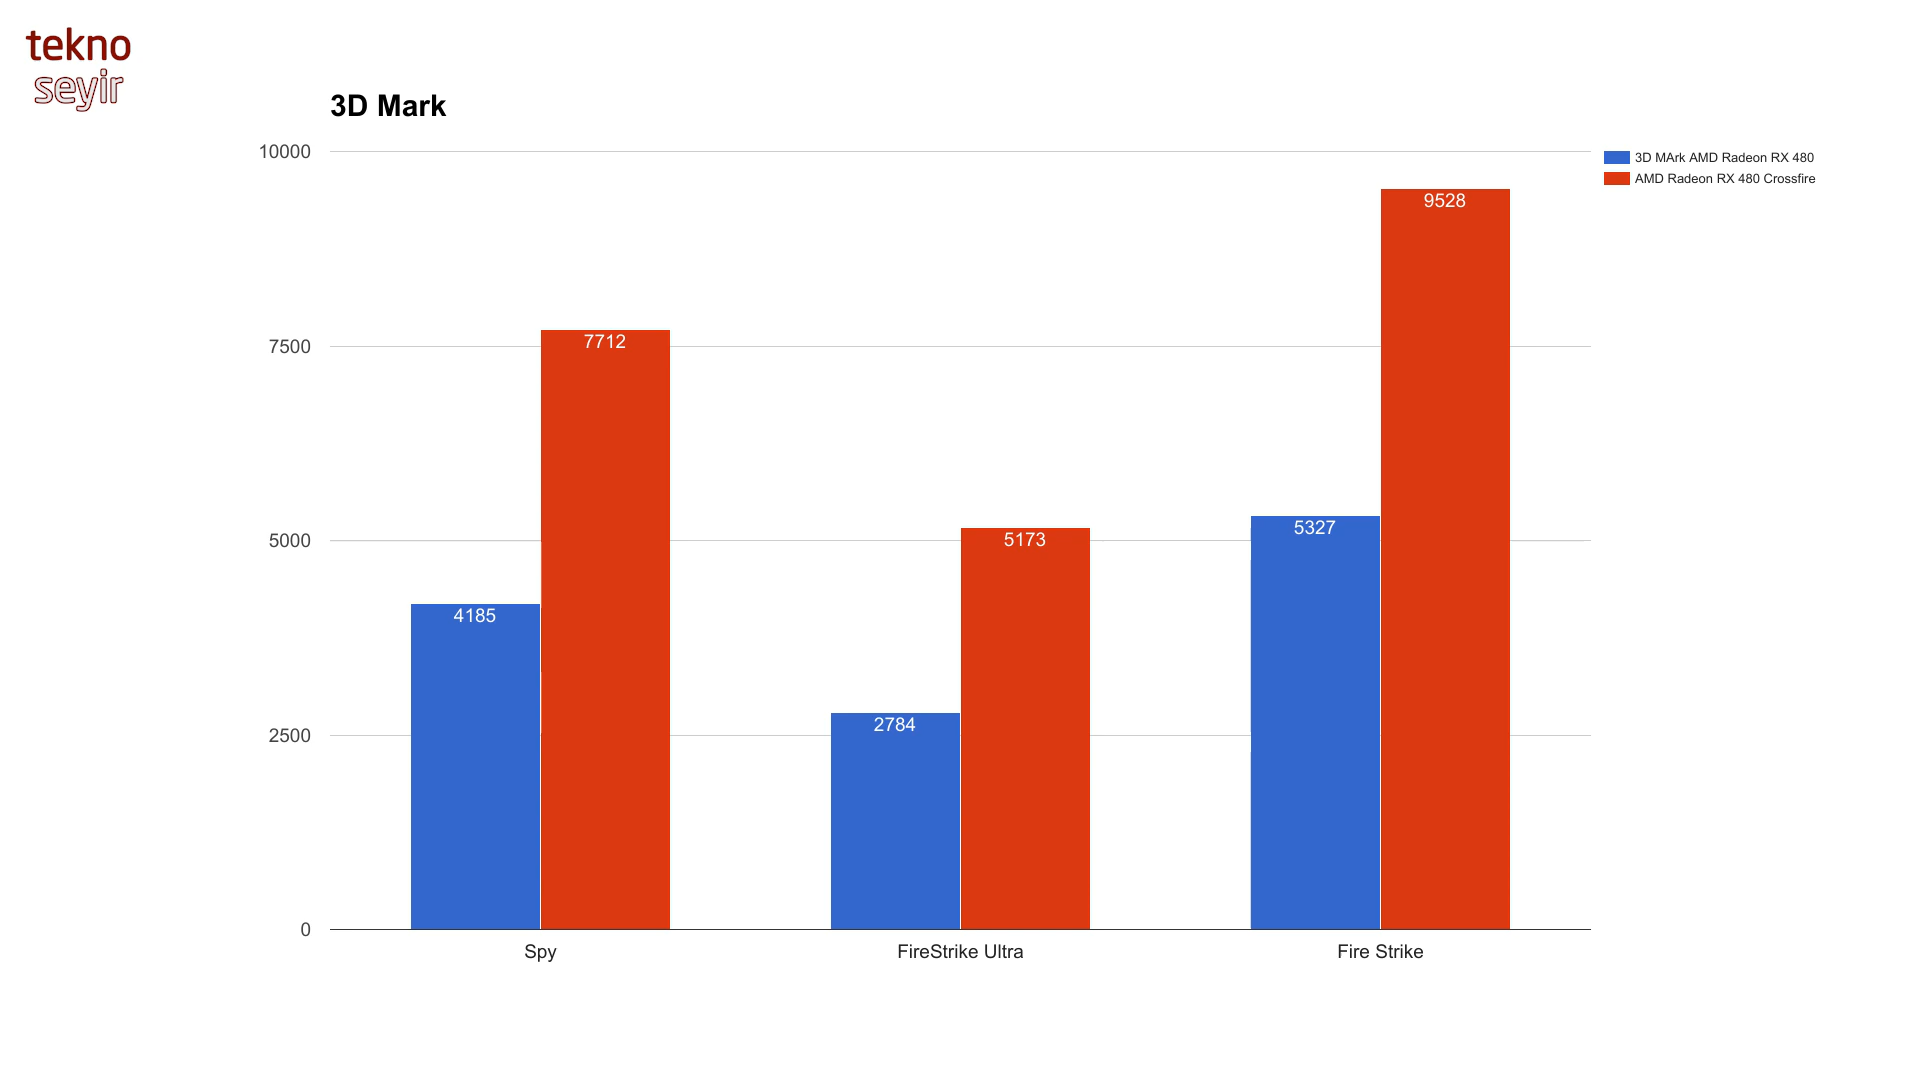 tekno
seyir
3D Mark
10000
7500
5000
2500
0
3D MArk AMD Radeon RX 480
AMD Radeon RX 480 Crossfire
4185
7712
2784
5173
5327
9528
Spy
FireStrike Ultra
Fire Strike